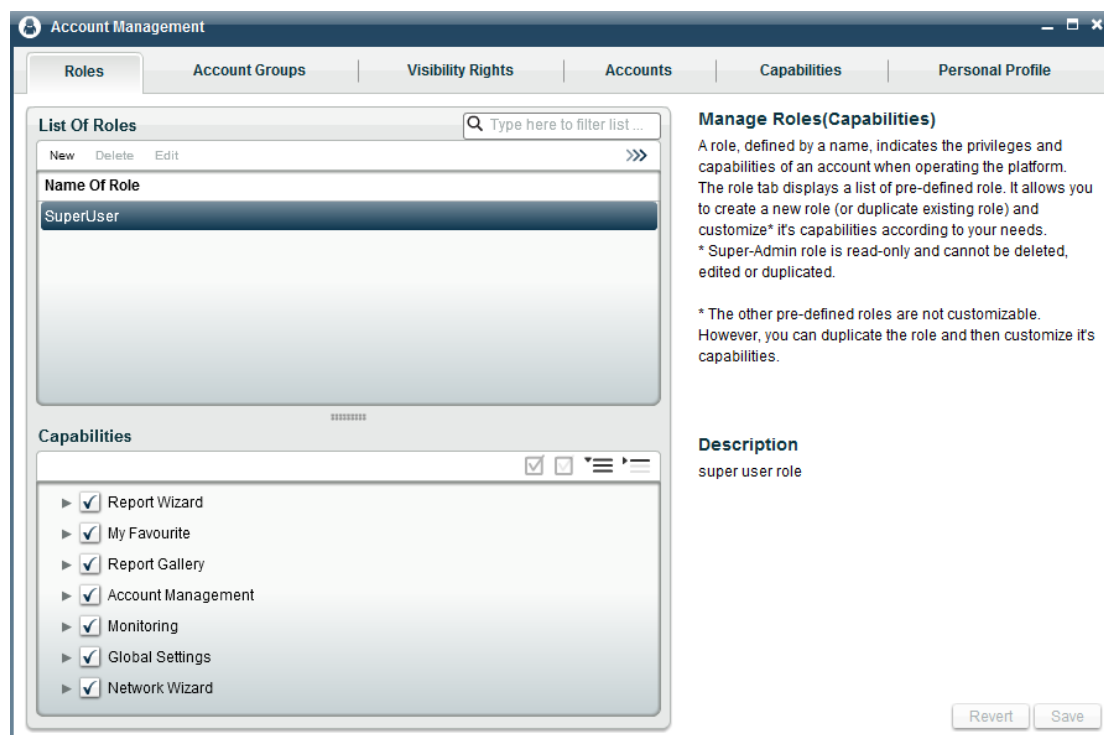 Account Management
Roles
Account Groups
Visibility Rights
Accounts
Capabilities
Personal Profile
List Of Roles
Type here to filter list ...
New Delete Edit
Name Of Role
SuperUser
Capabilities
Report Wizard
My Favourite
Report Gallery
Account Management
Monitoring
Global Settings
Network Wizard
Manage Roles(Capabilities)
A role, defined by a name, indicates the privileges and
capabilities of an account when operating the platform.
The role tab displays a list of pre-defined role. It allows you
to create a new role (or duplicate existing role) and
customize* it's capabilities according to your needs.
* Super-Admin role is read-only and cannot be deleted,
edited or duplicated.
* The other pre-defined roles are not customizable.
However, you can duplicate the role and then customize it's
capabilities.
Description
super user role
Revert
Save